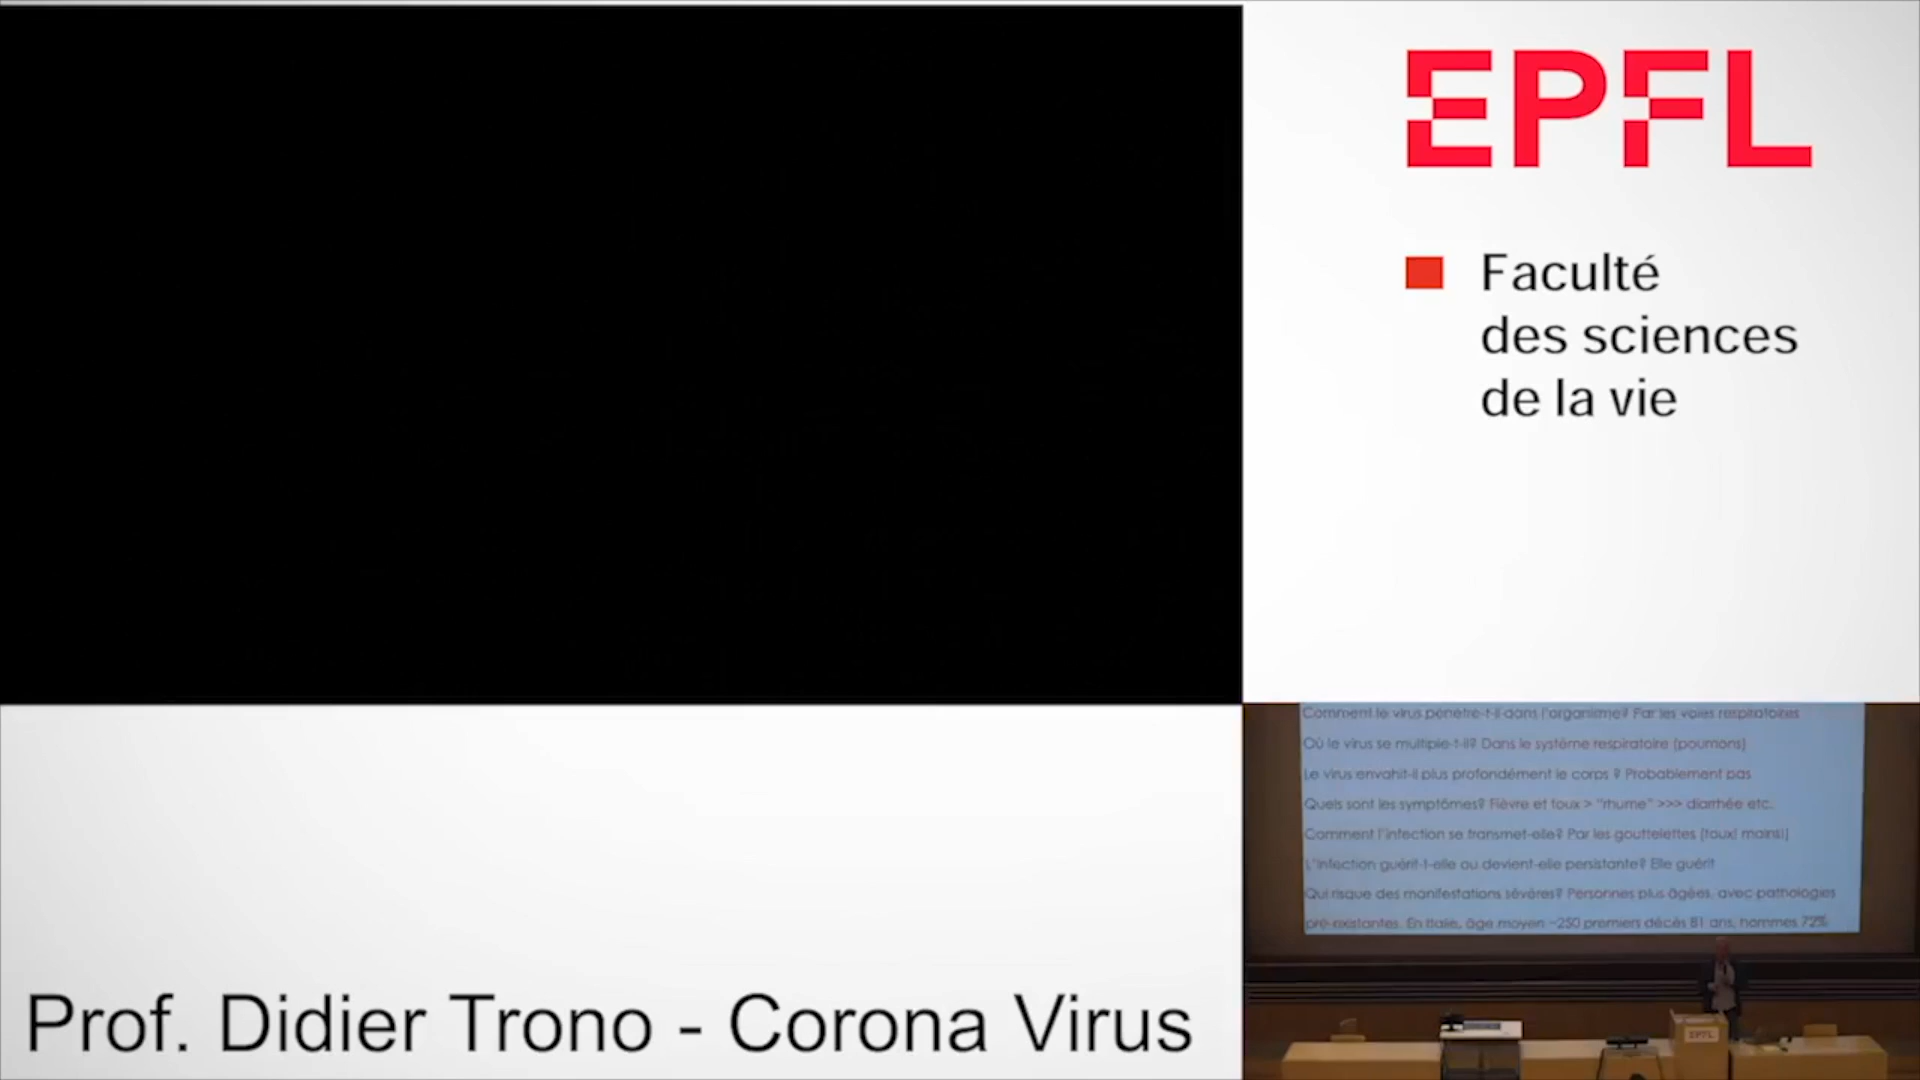 EPFL
Faculté
des sciences
de la vie
Comment le virus pénètre-t-il dans l'organisme? Par les voies respiratoires
Où le virus se multiplie-t-il? Dans le système respiratoire (poumons)
Le virus envahit-il plus profondément le corps ? Probablement pas
Quels sont les symptômes? Fièvre et toux > "rhume" >>> diarrhée etc.
Comment l'infection se transmet-elle? Par les gouttelettes (toux! mains!)
L'infection guérit-t-elle ou devient-elle persistante? Elle guérit
Qui risque des manifestations sévères? Personnes plus âgées, avec pathologies
pré-existantes. En Italie, âge moyen ~250 premiers décès 81 ans, hommes 72%
EPFL
Prof. Didier Trono - Corona Virus